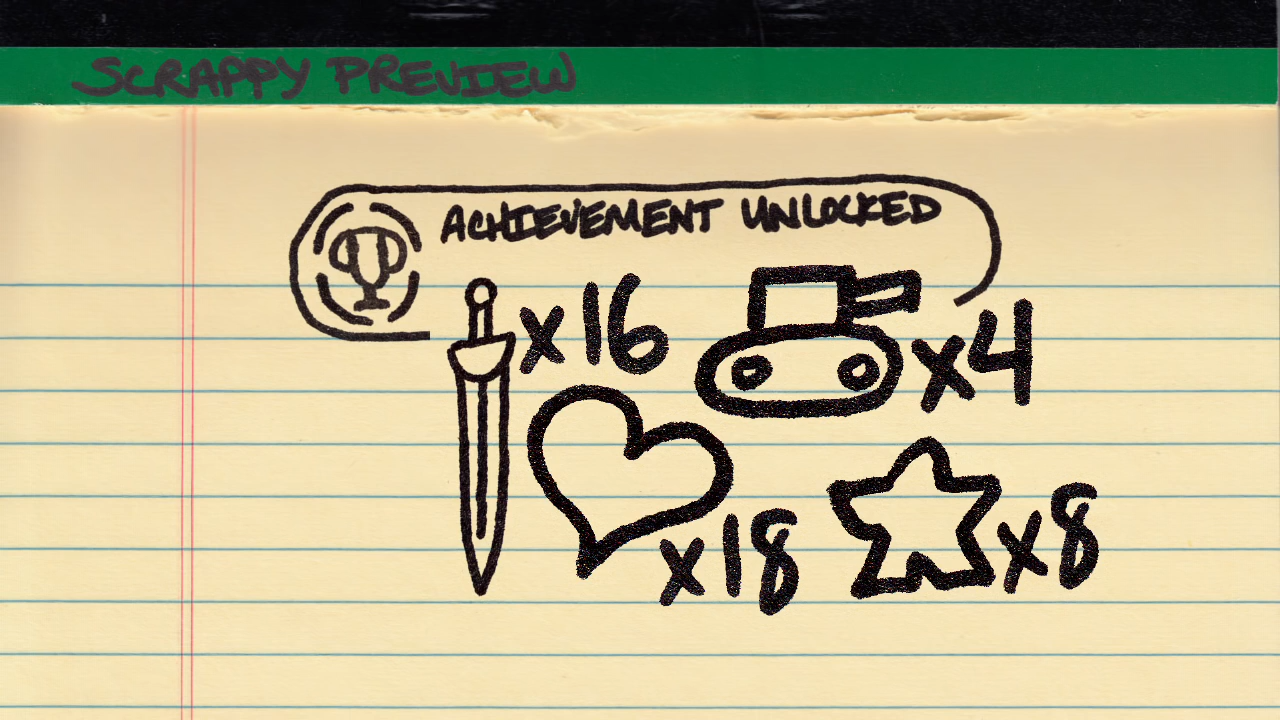 SCRAPPY PREVIEW
ACHIEVEMENT UNLOCKED
x16
x4
x18
x8